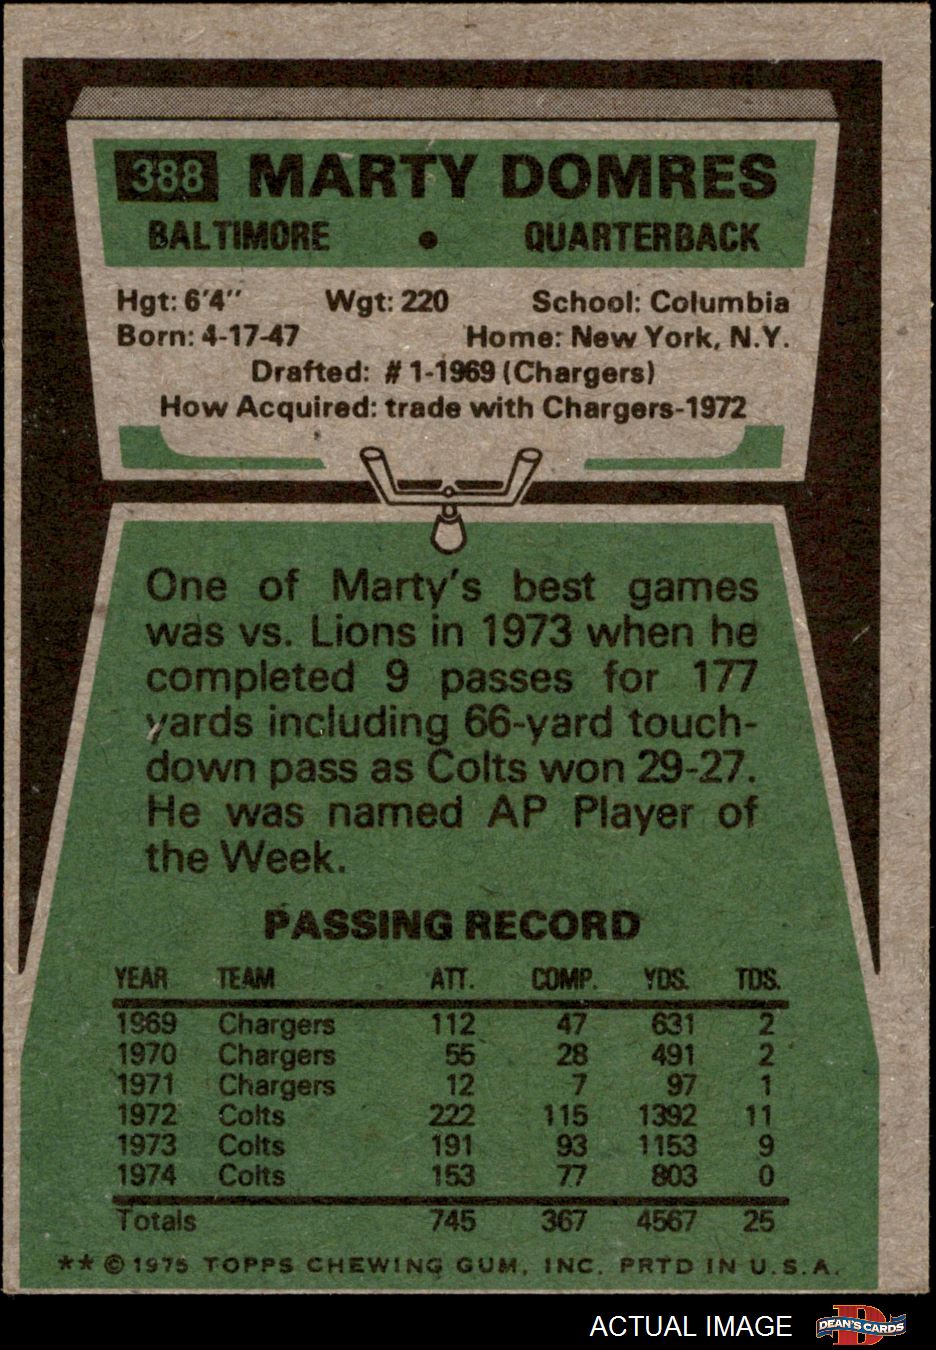 388 MARTY DOMRES
BALTIMORE • QUARTERBACK
Hgt: 6'4" Wgt: 220 School: Columbia
Born: 4-17-47 Home: New York, N.Y.
Drafted: #1-1969 (Chargers)
How Acquired: trade with Chargers-1972
One of Marty's best games
was vs. Lions in 1973 when he
completed 9 passes for 177
yards including 66-yard touch-
down pass as Colts won 29-27.
He was named AP Player of
the Week.
PASSING RECORD
YEAR TEAM ATT. COMP. YDS. TDS.
1969 Chargers 112 47 631 2
1970 Chargers 55 28 491 2
1971 Chargers 12 7 97 1
1972 Colts 222 115 1392 11
1973 Colts 191 93 1153 9
1974 Colts 153 77 803 0
Totals 745 367 4567 25
** © 1975 TOPPS CHEWING GUM, INC. PRTD IN U.S.A.
ACTUAL IMAGE DEAN'S CARDS